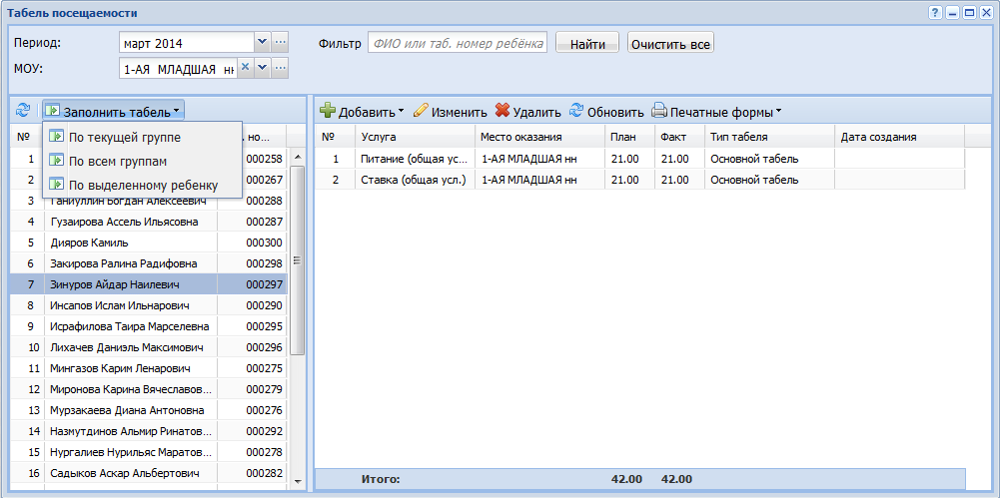 Табель посещаемости
Период: март 2014 Фильтр ФИО или таб. номер ребёнка Найти Очистить все
МОУ: 1-АЯ МЛАДШАЯ нн
Заполнить табель
По текущей группе
По всем группам
По выделенному ребенку
№ но...
1 000258
2 000267
3 Ганиуллин Богдан Алексеевич 000288
4 Гузаирова Ассель Ильясовна 000287
5 Дияров Камиль 000300
6 Закирова Ралина Радифовна 000298
7 Зинуров Айдар Наилевич 000297
8 Инсапов Ислам Ильнарович 000290
9 Исрафилова Таира Марселевна 000295
10 Лихачев Даниэль Максимович 000296
11 Мингазов Карим Ленарович 000275
12 Миронова Карина Вячеславов... 000279
13 Мурзакаева Диана Антоновна 000276
14 Назмутдинов Альмир Ринатов... 000292
15 Нургалиев Нурильяс Маратов... 000278
16 Садыков Аскар Альбертович 000282
Добавить Изменить Удалить Обновить Печатные формы
№ Услуга Место оказания План Факт Тип табеля Дата создания
1 Питание (общая ус... 1-АЯ МЛАДШАЯ нн 21.00 21.00 Основной табель
2 Ставка (общая усл.) 1-АЯ МЛАДШАЯ нн 21.00 21.00 Основной табель
Итого: 42.00 42.00